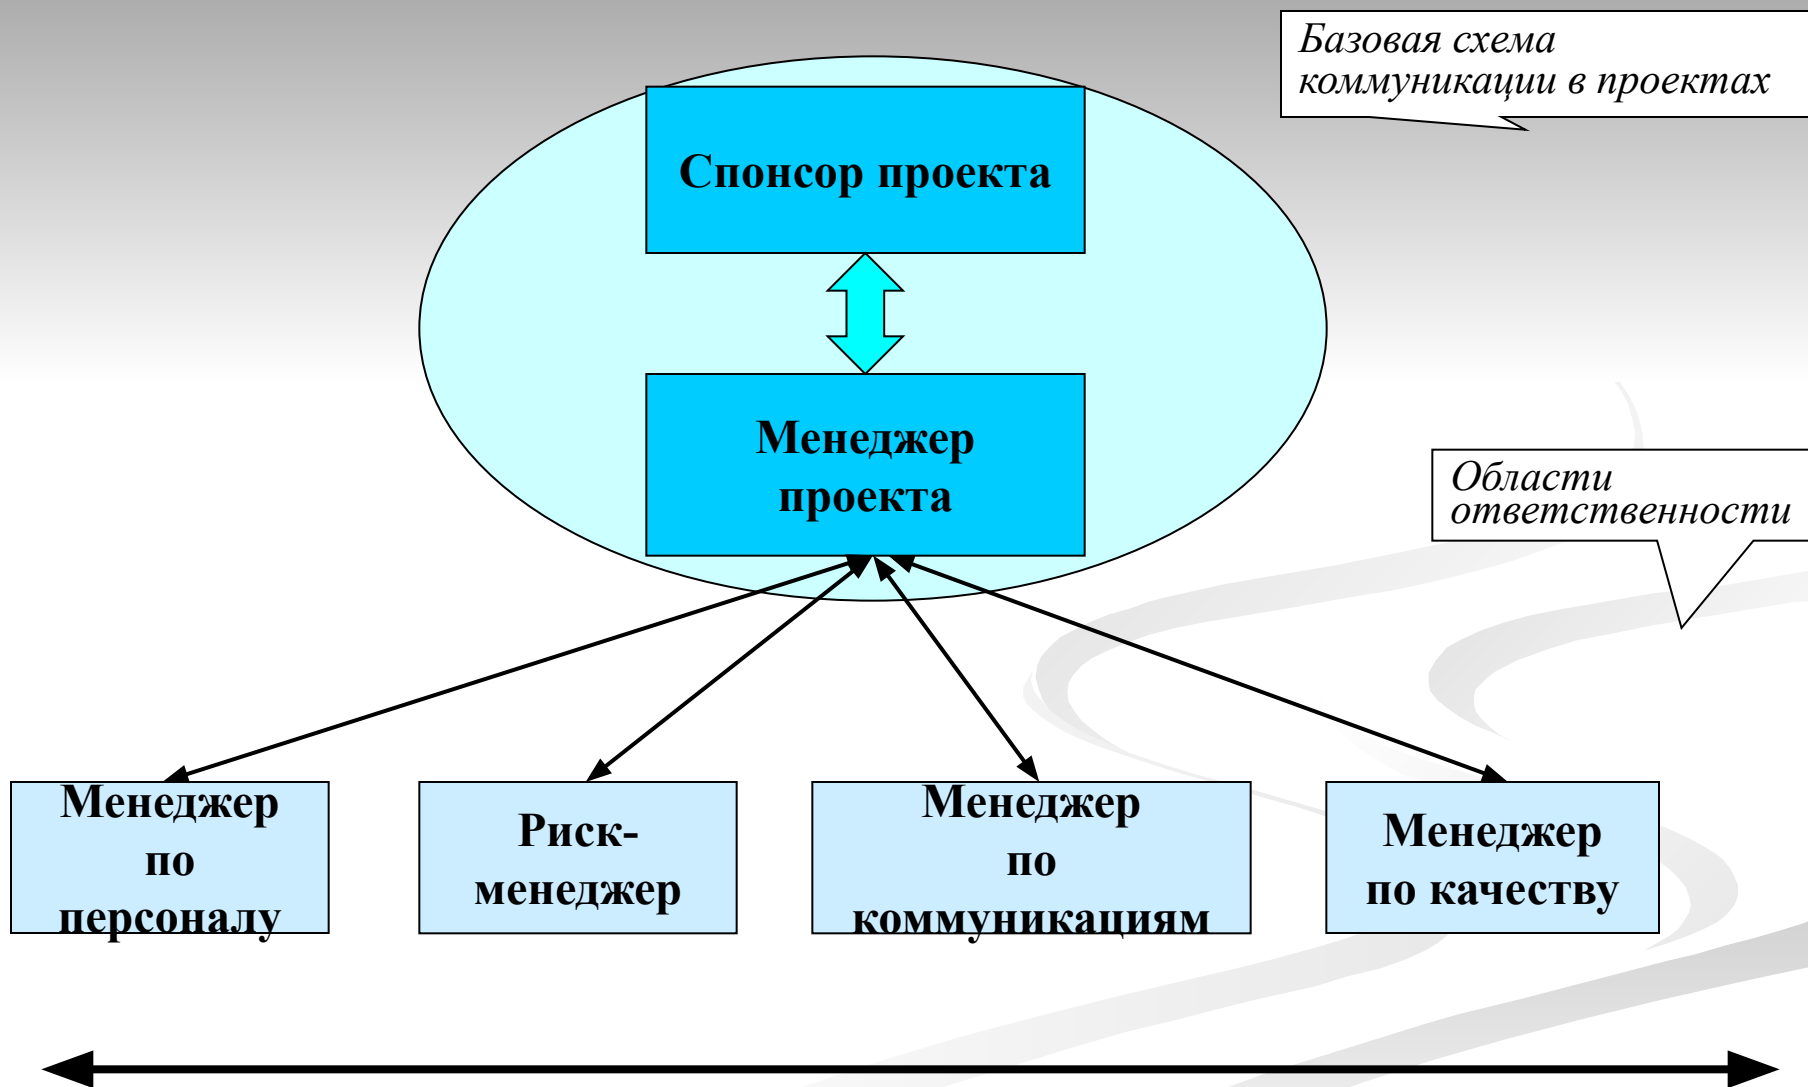 Базовая схема
коммуникации в проектах
Спонсор проекта
Менеджер
проекта
Области
ответственности
Менеджер
по
персоналу
Риск-
менеджер
Менеджер
по
коммуникациям
Менеджер
по качеству